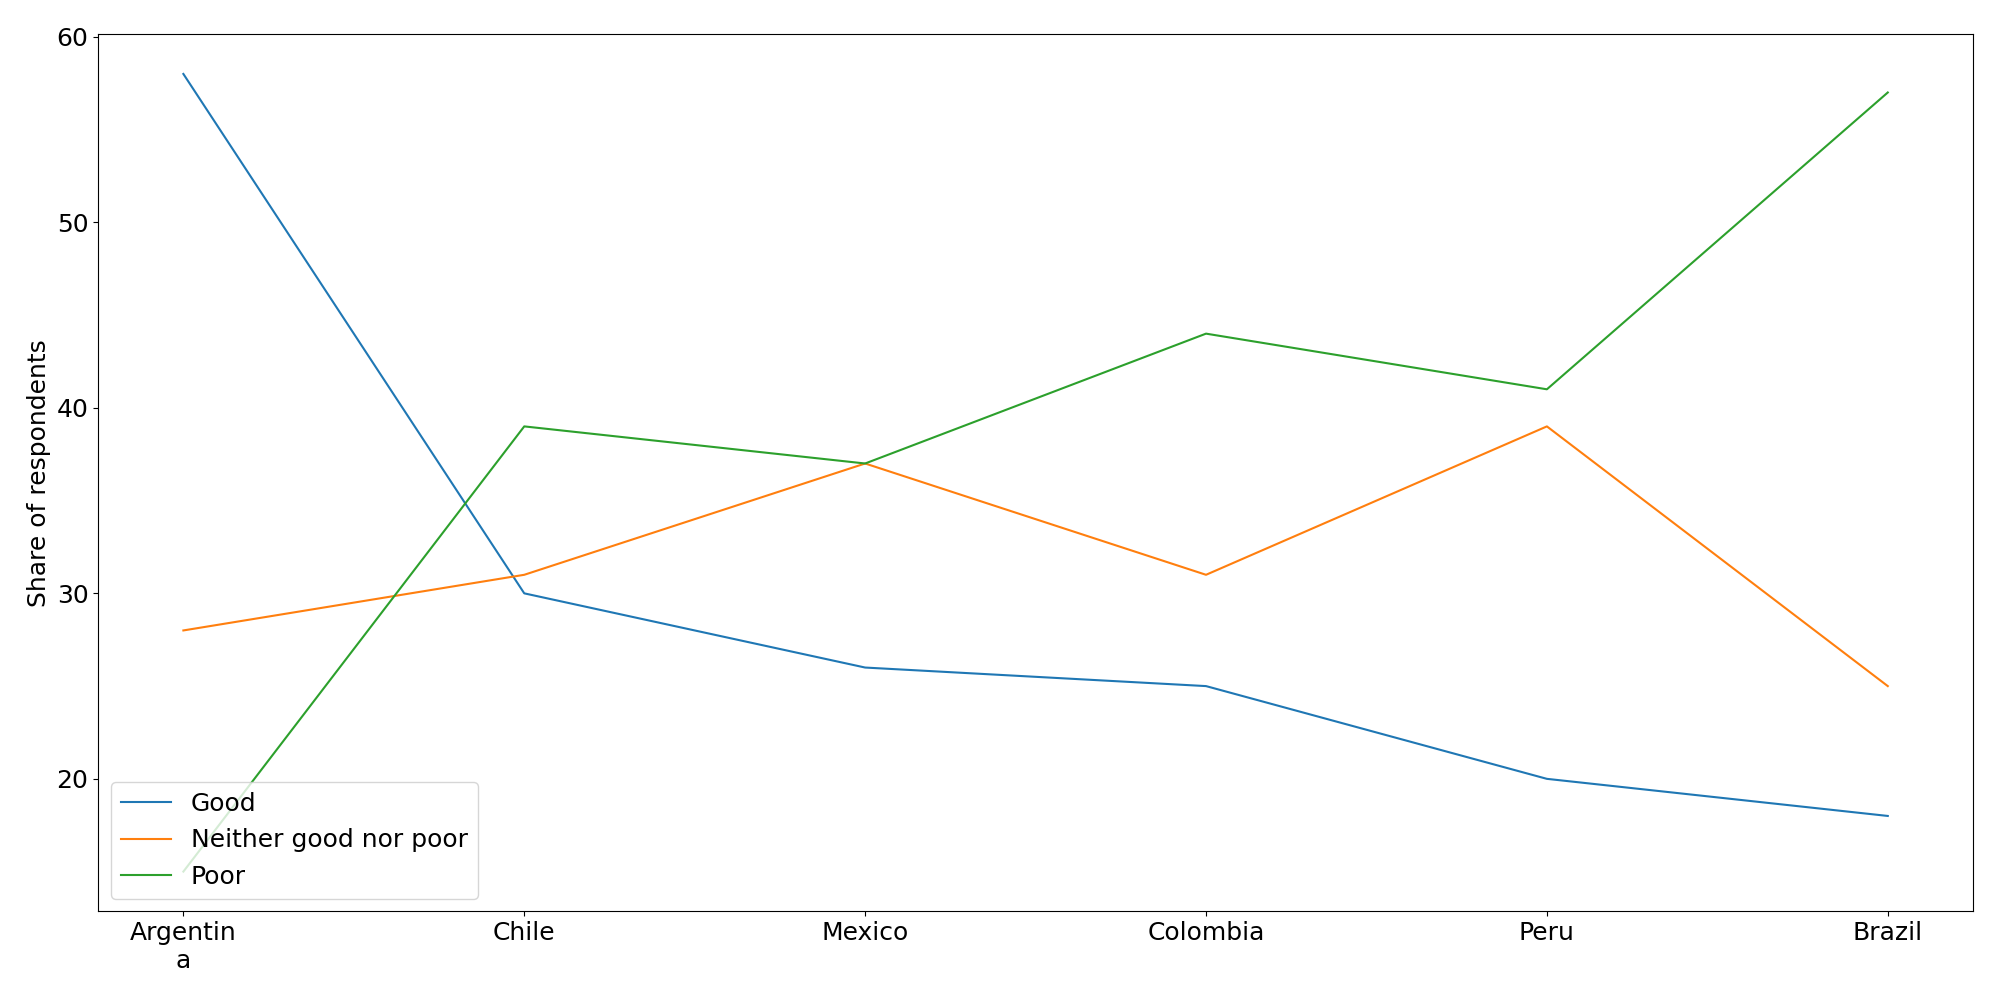 60
50
40
30
20
Share of respondents
Good
Neither good nor poor
Poor
Argentin
a
Chile
Mexico
Colombia
Peru
Brazil